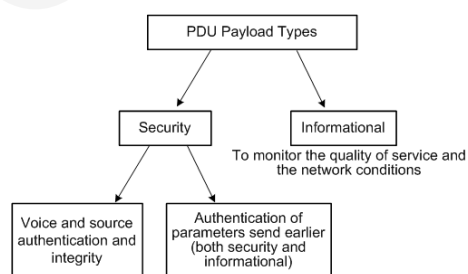 PDU Payload Types
Security
Informational
To monitor the quality of service and
the network conditions
Voice and source
authentication and
integrity
Authentication of
parameters send earlier
(both security and
informational)